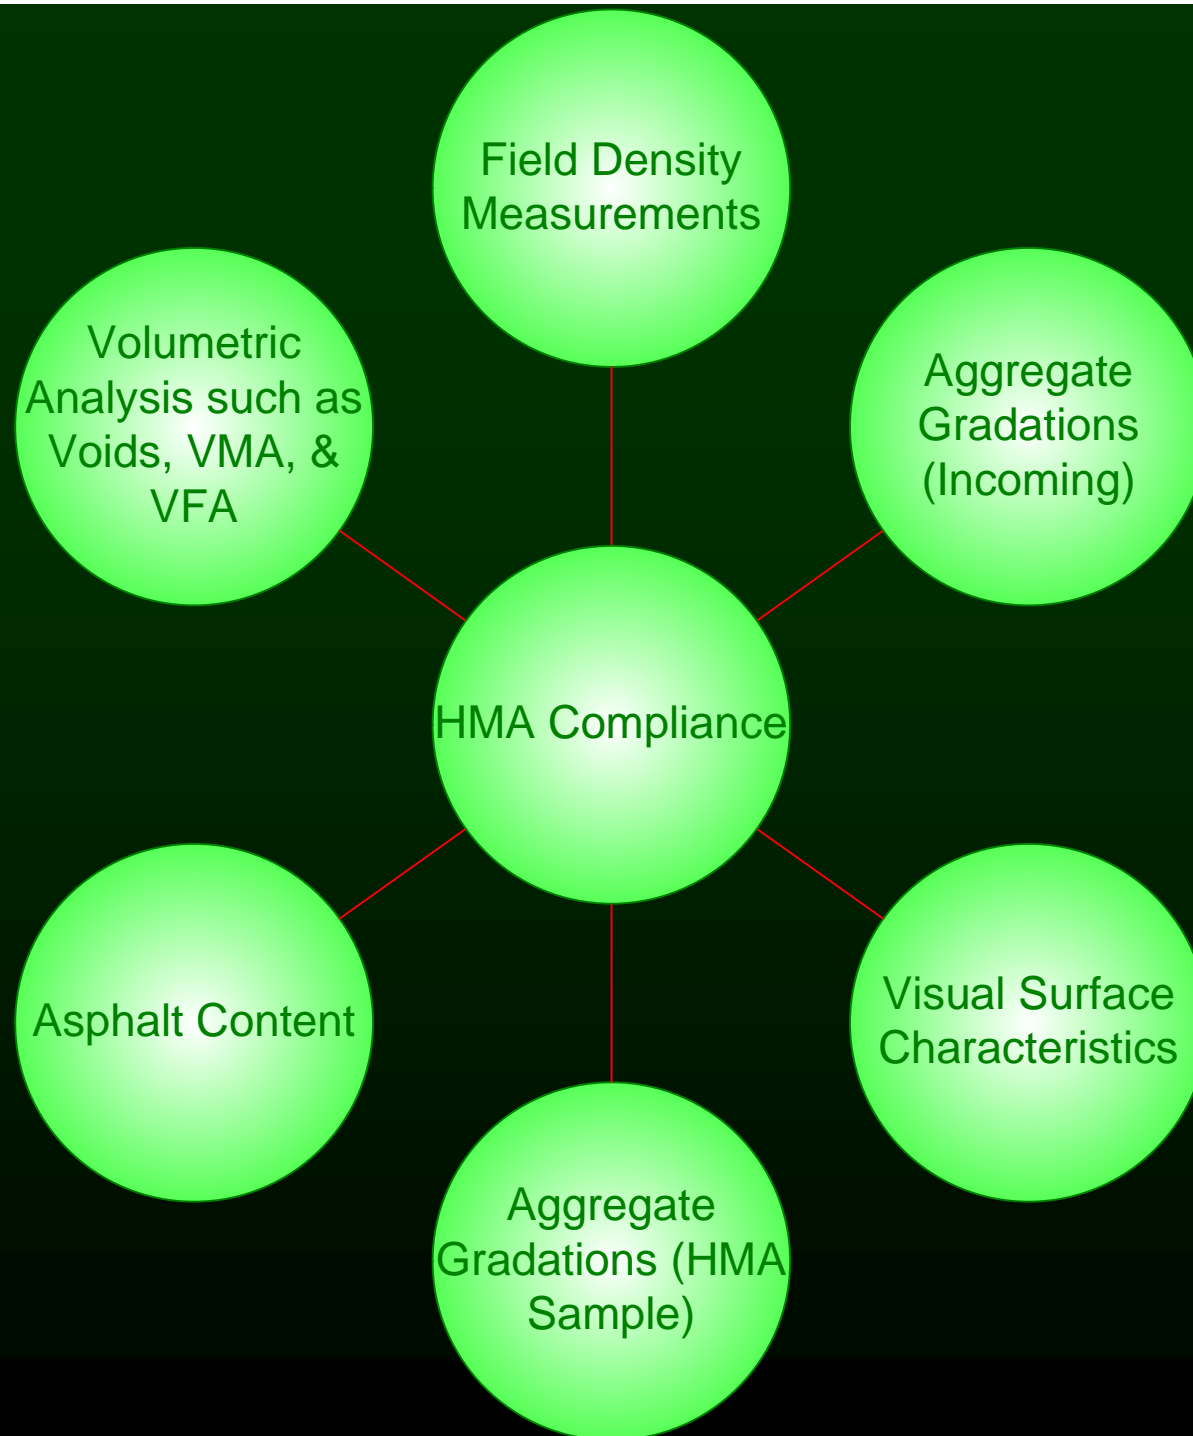 Field Density
Measurements
Volumetric
Analysis such as
Voids, VMA, &
VFA
Aggregate
Gradations
(Incoming)
HMA Compliance
Asphalt Content
Visual Surface
Characteristics
Aggregate
Gradations (HMA
Sample)